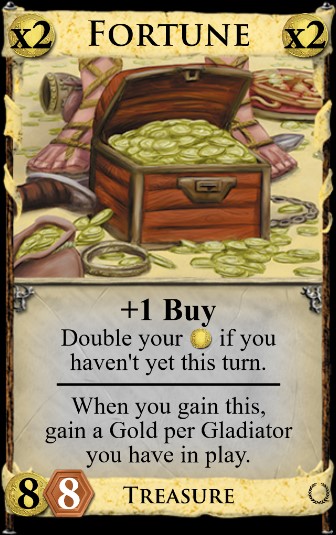 x2 FORTUNE x2
+1 Buy
Double your if you
haven't yet this turn.
When you gain this,
gain a Gold per Gladiator
you have in play.
8 8 TREASURE